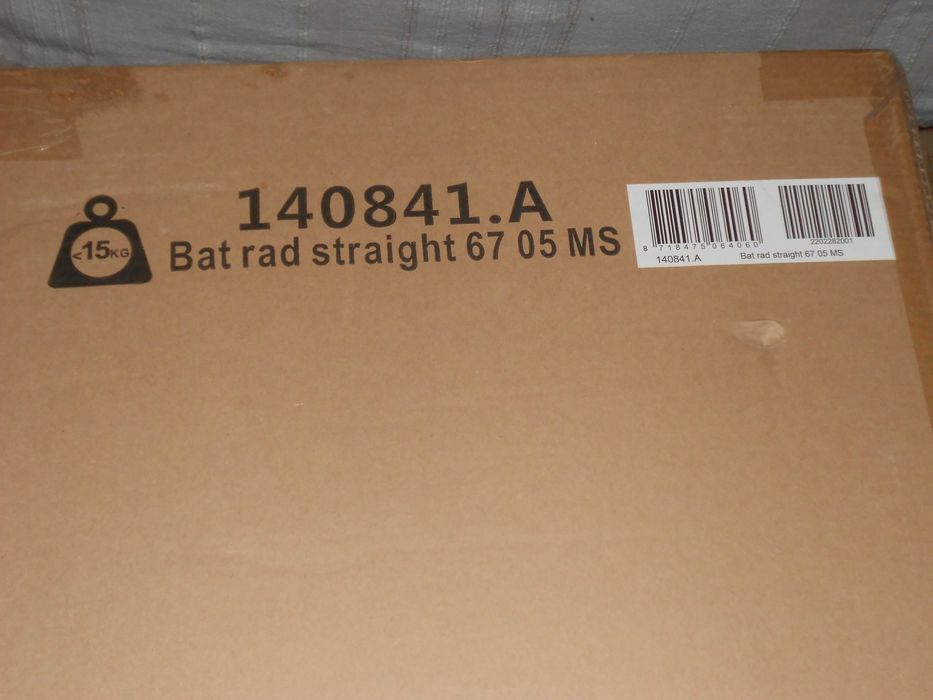 140841.A
<15KG
Bat rad straight 67 05 MS
8 718475 064060
2202282001
140841.A
Bat rad straight 67 05 MS